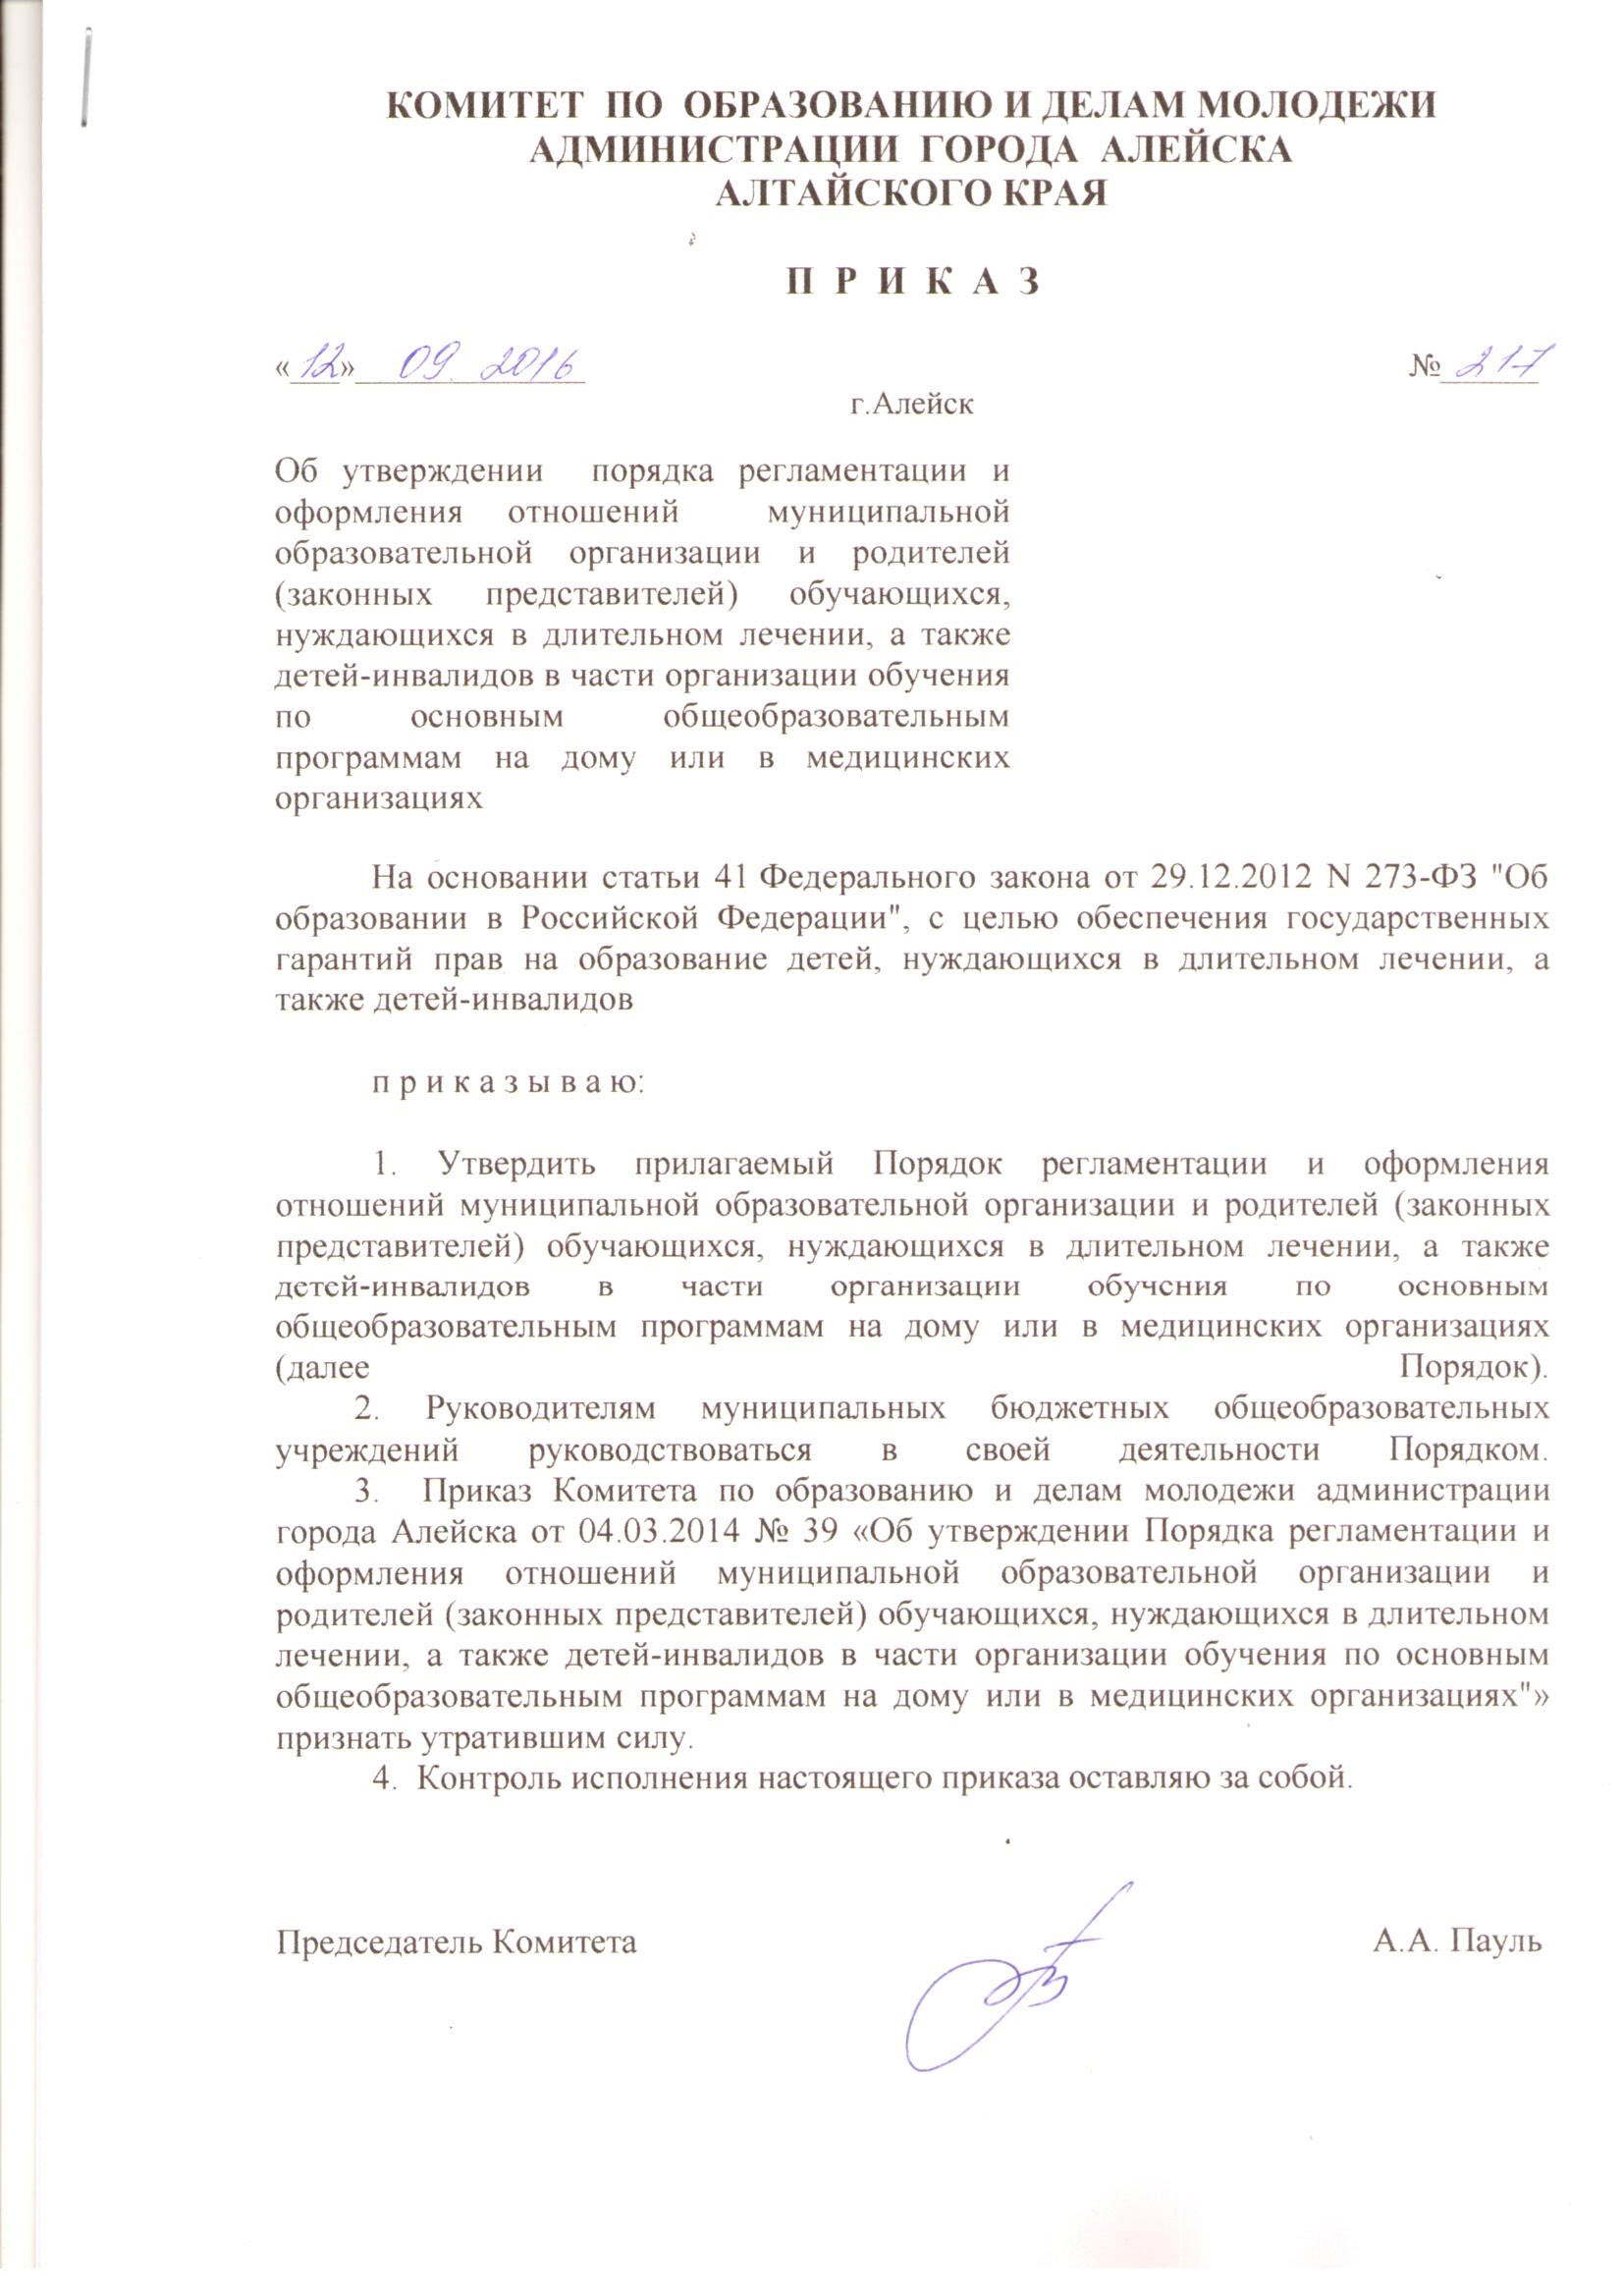 КОМИТЕТ ПО ОБРАЗОВАНИЮ И ДЕЛАМ МОЛОДЕЖИ
АДМИНИСТРАЦИИ ГОРОДА АЛЕЙСКА
АЛТАЙСКОГО КРАЯ
П Р И К А З
«12» 09. 2016 № 217
г.Алейск
Об утверждении порядка регламентации и
оформления отношений муниципальной
образовательной организации и родителей
(законных представителей) обучающихся,
нуждающихся в длительном лечении, а также
детей-инвалидов в части организации обучения
по основным общеобразовательным
программам на дому или в медицинских
организациях
На основании статьи 41 Федерального закона от 29.12.2012 N 273-ФЗ "Об
образовании в Российской Федерации", с целью обеспечения государственных
гарантий прав на образование детей, нуждающихся в длительном лечении, а
также детей-инвалидов
п р и к а з ы в а ю:
1. Утвердить прилагаемый Порядок регламентации и оформления
отношений муниципальной образовательной организации и родителей (законных
представителей) обучающихся, нуждающихся в длительном лечении, а также
детей-инвалидов в части организации обучения по основным
общеобразовательным программам на дому или в медицинских организациях
(далее Порядок).
2. Руководителям муниципальных бюджетных общеобразовательных
учреждений руководствоваться в своей деятельности Порядком.
3. Приказ Комитета по образованию и делам молодежи администрации
города Алейска от 04.03.2014 № 39 «Об утверждении Порядка регламентации и
оформления отношений муниципальной образовательной организации и
родителей (законных представителей) обучающихся, нуждающихся в длительном
лечении, а также детей-инвалидов в части организации обучения по основным
общеобразовательным программам на дому или в медицинских организациях"»
признать утратившим силу.
4. Контроль исполнения настоящего приказа оставляю за собой.
Председатель Комитета А.А. Пауль